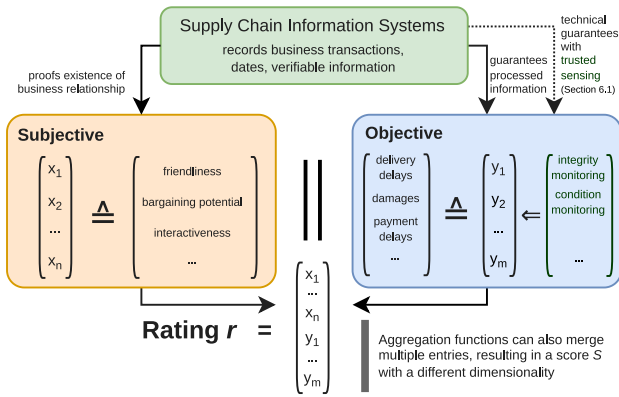 Supply Chain Information Systems
records business transactions,
dates, verifiable information
technical
guarantees
with
trusted
sensing
(Section 6.1)
proofs existence of
business relationship
guarantees
processed
information
Subjective
x1
x2
...
xn
≙
friendliness
bargaining potential
interactiveness
...
||
Objective
delivery
delays
damages
payment
delays
...
≙
y1
y2
...
ym
⇐
integrity
monitoring
condition
monitoring
...
Rating r =
x1
...
xn
y1
...
ym
Aggregation functions can also merge
multiple entries, resulting in a score S
with a different dimensionality